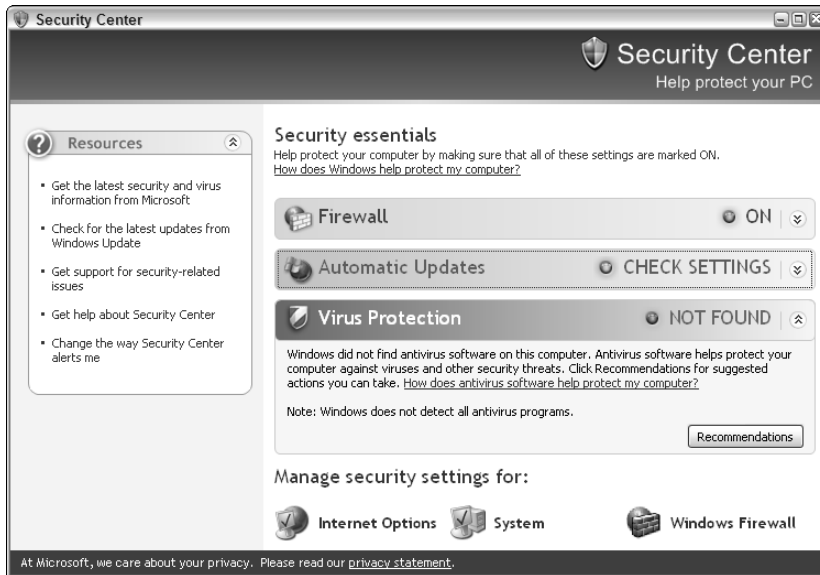 Security Center
Security Center
Help protect your PC
Resources
Get the latest security and virus
information from Microsoft
Check for the latest updates from
Windows Update
Get support for security-related
issues
Get help about Security Center
Change the way Security Center
alerts me
Security essentials
Help protect your computer by making sure that all of these settings are marked ON.
How does Windows help protect my computer?
Firewall ON
Automatic Updates CHECK SETTINGS
Virus Protection NOT FOUND
Windows did not find antivirus software on this computer. Antivirus software helps protect your
computer against viruses and other security threats. Click Recommendations for suggested
actions you can take. How does antivirus software help protect my computer?
Note: Windows does not detect all antivirus programs.
Recommendations
Manage security settings for:
Internet Options System Windows Firewall
At Microsoft, we care about your privacy. Please read our privacy statement.